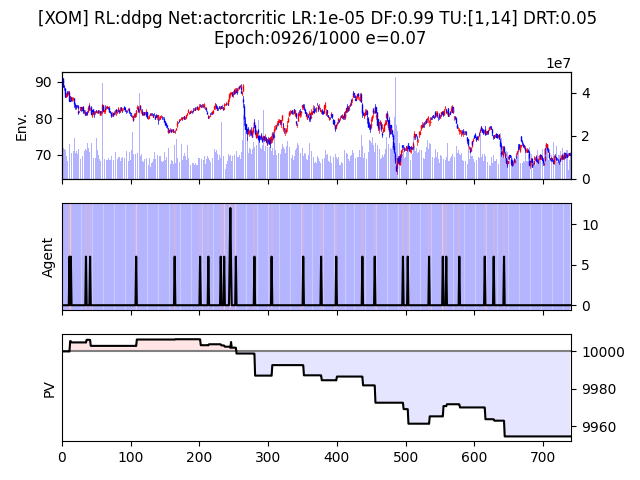 [XOM] RL:ddpg Net:actorcritic LR:1e-05 DF:0.99 TU:[1,14] DRT:0.05
Epoch:0926/1000 e=0.07
1e7
Env.
90
80
70
4
2
0
Agent
10
5
0
PV
10000
9980
9960
0 100 200 300 400 500 600 700